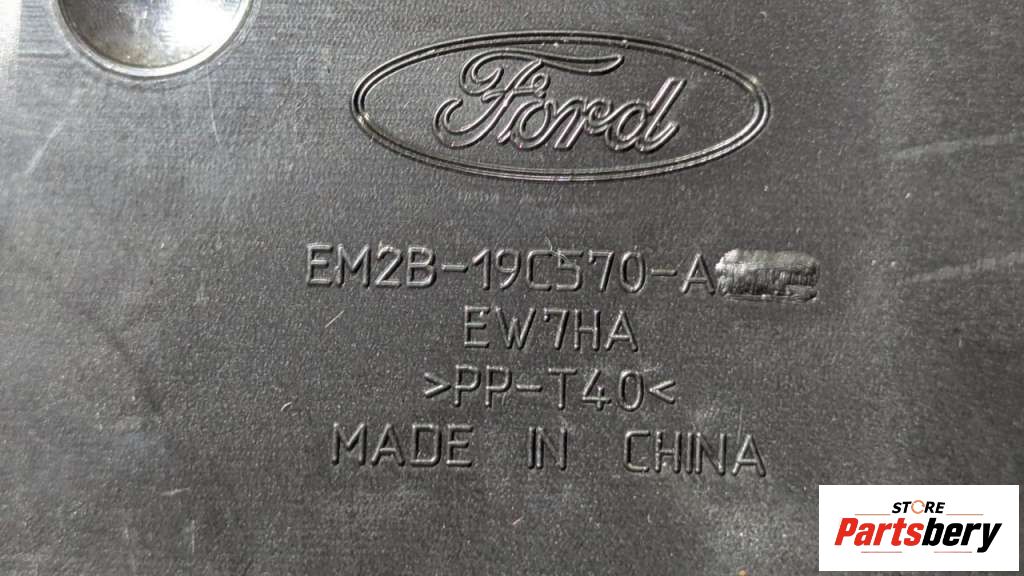 Ford
EM2B-19C570-A
EW7HA
>PP-T40<
MADE IN CHINA
STORE
Partsbery